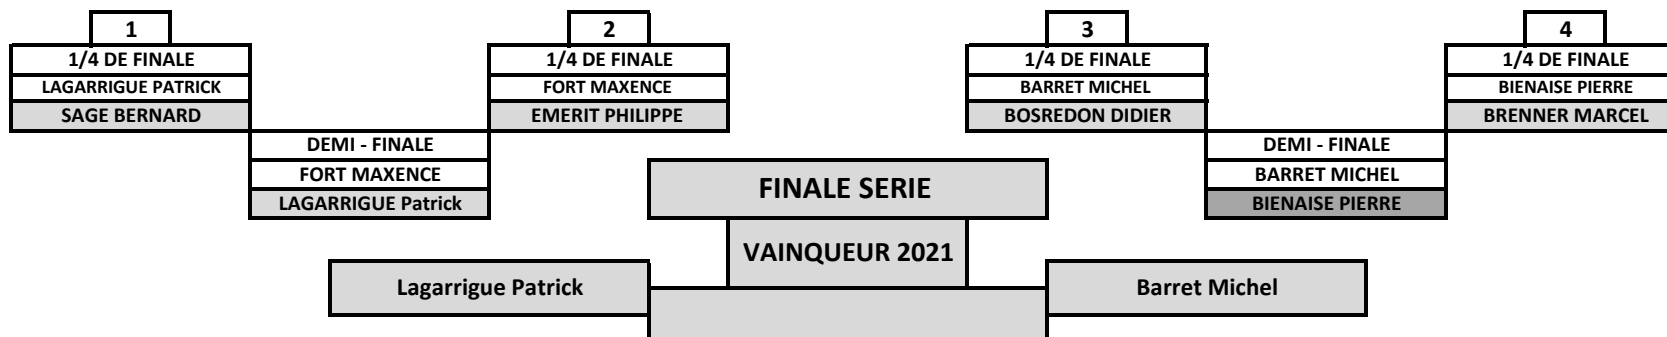 1
1/4 DE FINALE
LAGARRIGUE PATRICK
SAGE BERNARD
2
1/4 DE FINALE
FORT MAXENCE
EMERIT PHILIPPE
3
1/4 DE FINALE
BARRET MICHEL
BOSREDON DIDIER
4
1/4 DE FINALE
BIENAISE PIERRE
BRENNER MARCEL
DEMI - FINALE
FORT MAXENCE
LAGARRIGUE Patrick
DEMI - FINALE
BARRET MICHEL
BIENAISE PIERRE
FINALE SERIE
VAINQUEUR 2021
Lagarrigue Patrick
Barret Michel